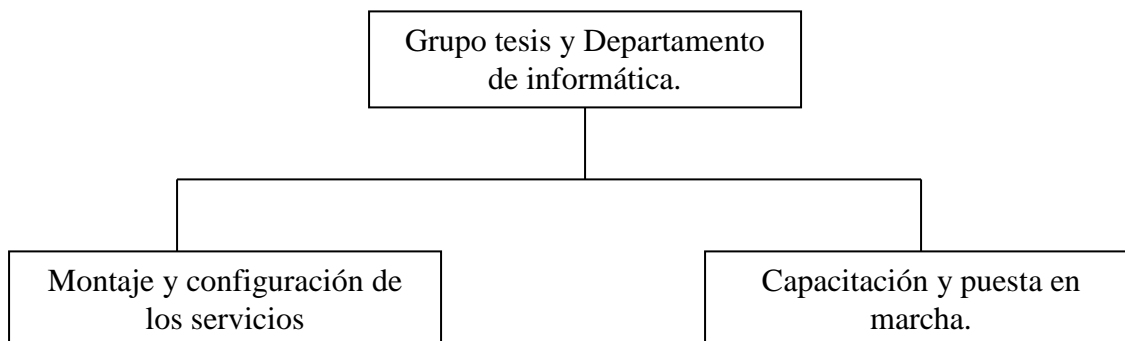 Grupo tesis y Departamento
de informática.
Montaje y configuración de
los servicios
Capacitación y puesta en
marcha.